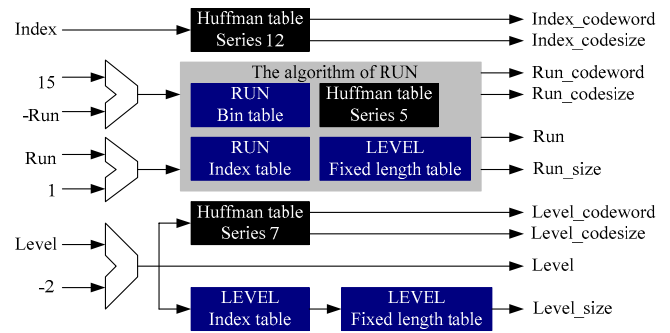 Index
Huffman table
Series 12
Index_codeword
Index_codesize
15
-Run
The algorithm of RUN
RUN
Bin table
Huffman table
Series 5
Run_codeword
Run_codesize
Run
1
RUN
Index table
LEVEL
Fixed length table
Run
Run_size
Level
-2
Huffman table
Series 7
Level_codeword
Level_codesize
Level
LEVEL
Index table
LEVEL
Fixed length table
Level_size